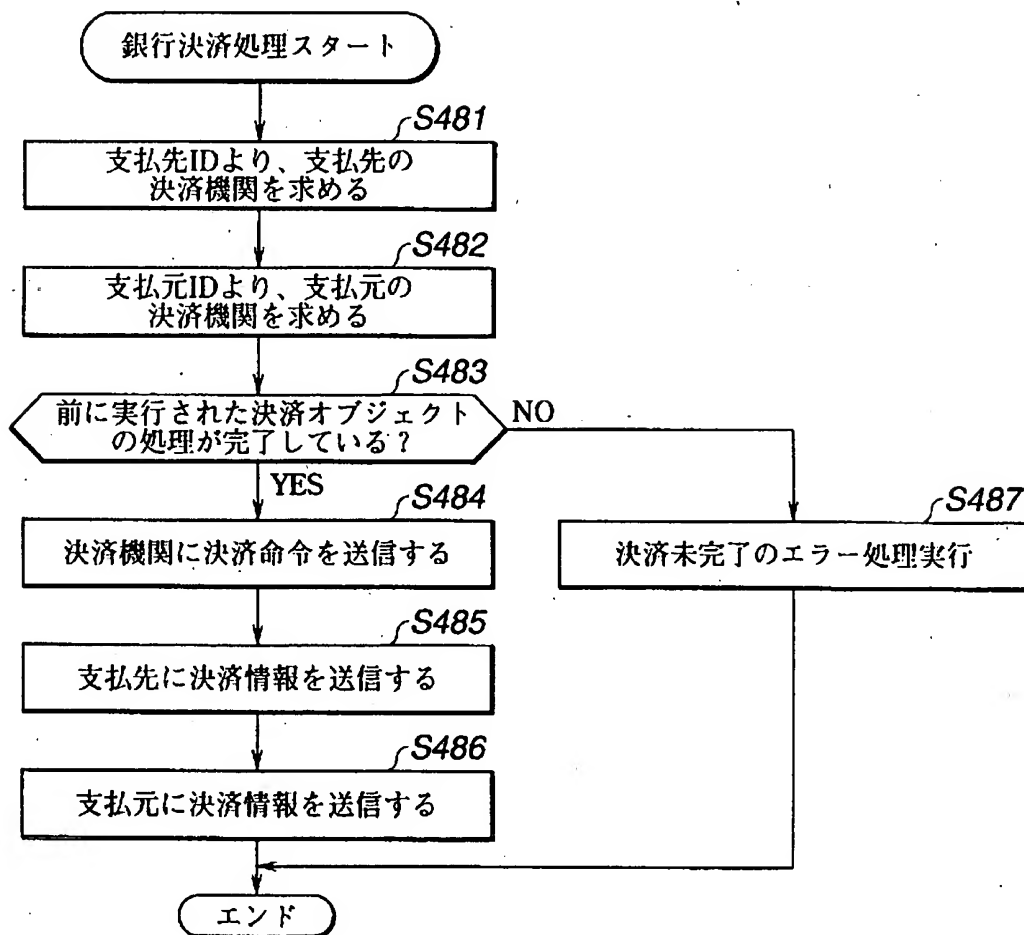 銀行決済処理スタート
S481
支払先IDより、支払先の
決済機関を求める
S482
支払元IDより、支払元の
決済機関を求める
S483
前に実行された決済オブジェクト
の処理が完了している？
NO
YES
S484
決済機関に決済命令を送信する
S487
決済未完了のエラー処理実行
S485
支払先に決済情報を送信する
S486
支払元に決済情報を送信する
エンド